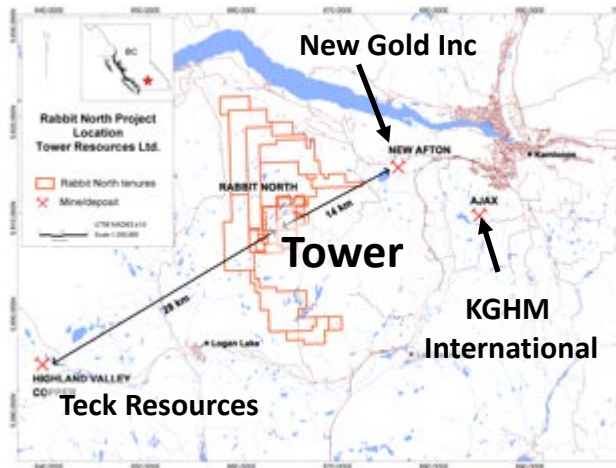 New Gold Inc
BC
Rabbit North Project
Location
Tower Resources Ltd.
Rabbit North tenures
Mine/deposit
NEW AFTON
Kamloops
RABBIT NORTH
14 km
AJAX
Tower
KGHM
International
28 km
Logan Lake
HIGHLAND VALLEY
COPPER
Teck Resources